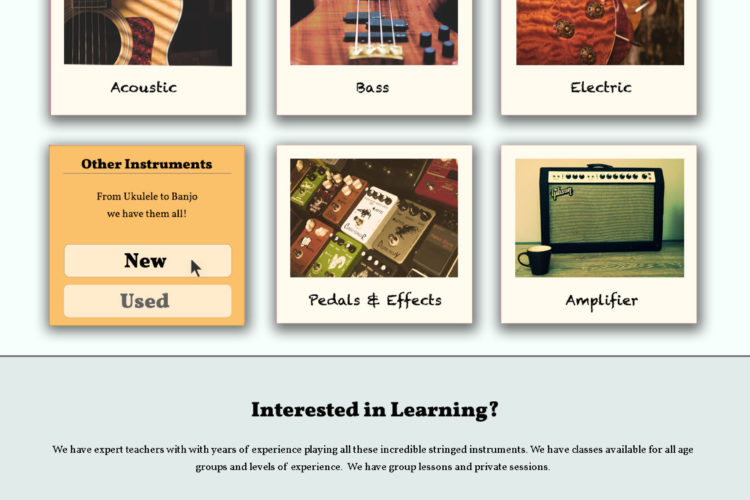 Acoustic
Bass
Electric
Other Instruments
From Ukulele to Banjo
we have them all!
New
Used
Gibson
Pedals & Effects
Amplifier
Interested in Learning?
We have expert teachers with with years of experience playing all these incredible stringed instruments. We have classes available for all age
groups and levels of experience.  We have group lessons and private sessions.